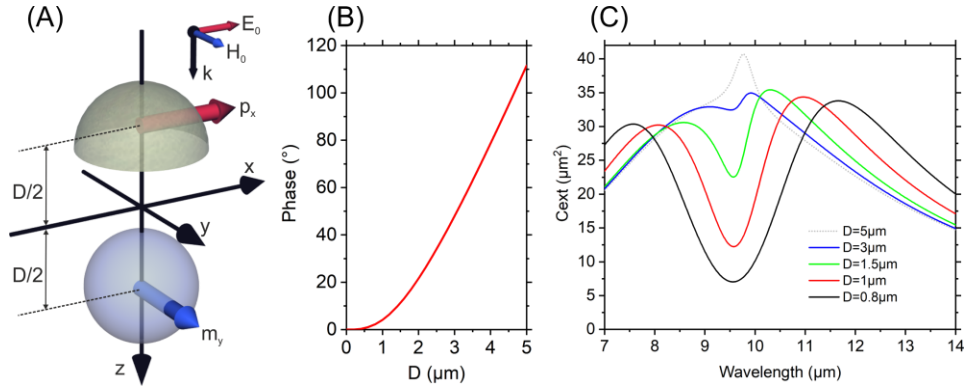 (A)
E₀
H₀
k
pₓ
D/2
x
y
D/2
m_y
z
(B)
120
100
80
60
40
20
0
Phase (°)
0 1 2 3 4 5
D (µm)
(C)
40
35
30
25
20
15
10
5
0
Cext (µm²)
D=5µm
D=3µm
D=1.5µm
D=1µm
D=0.8µm
7 8 9 10 11 12 13 14
Wavelength (µm)